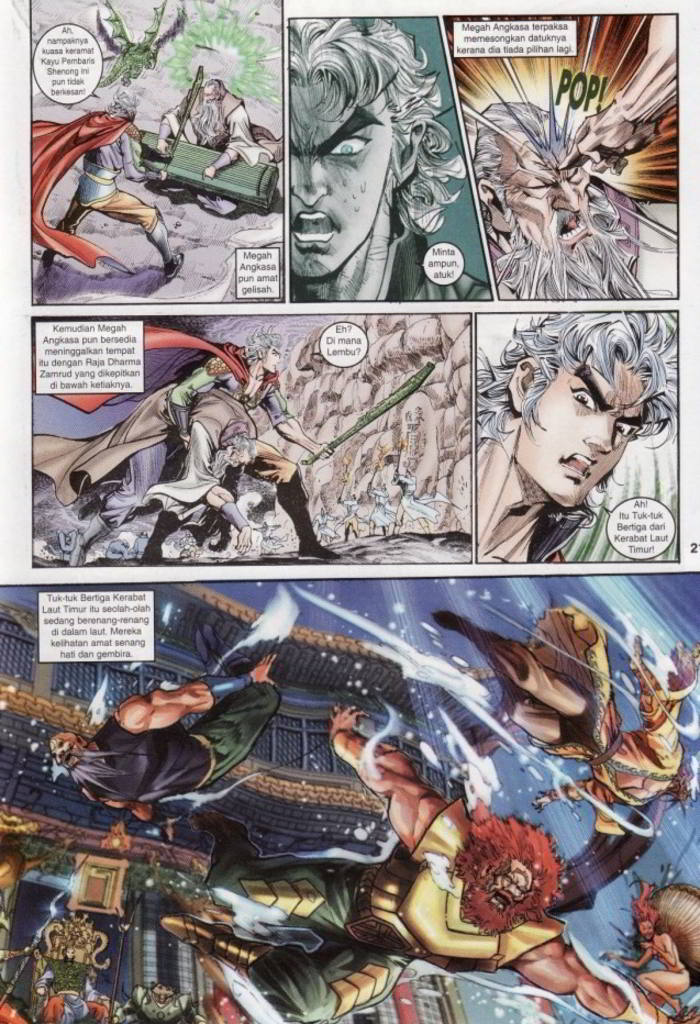 Ah,
nampaknya
kuasa keramat
Kayu Pembaris
Shenong ini
pun tidak
berkesan!
Megah
Angkasa
pun amat
gelisah.
Minta
ampun,
atuk!
Megah Angkasa terpaksa
memesongkan datuknya
kerana dia tiada pilihan lagi.
POP!
Kemudian Megah
Angkasa pun bersedia
meninggalkan tempat
itu dengan Raja Dharma
Zamrud yang dikepitkan
di bawah ketiaknya.
Eh?
Di mana
Lembu?
Ah!
Itu Tuk-tuk
Bertiga dari
Kerabat Laut
Timur!
Tuk-tuk Bertiga Kerabat
Laut Timur itu seolah-olah
sedang berenang-renang
di dalam laut. Mereka
kelihatan amat senang
hati dan gembira.